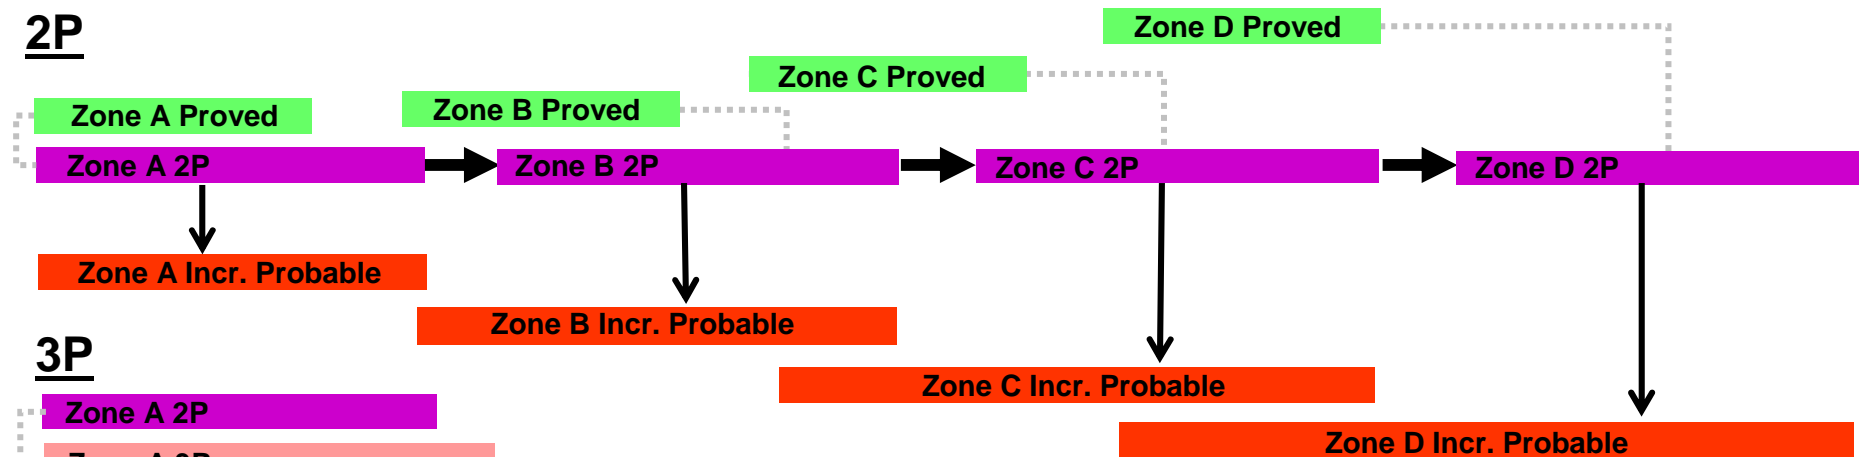 2P
Zone D Proved
Zone C Proved
Zone B Proved
Zone A Proved
Zone A 2P
Zone B 2P
Zone C 2P
Zone D 2P
Zone A Incr. Probable
Zone B Incr. Probable
3P
Zone C Incr. Probable
Zone A 2P
Zone D Incr. Probable